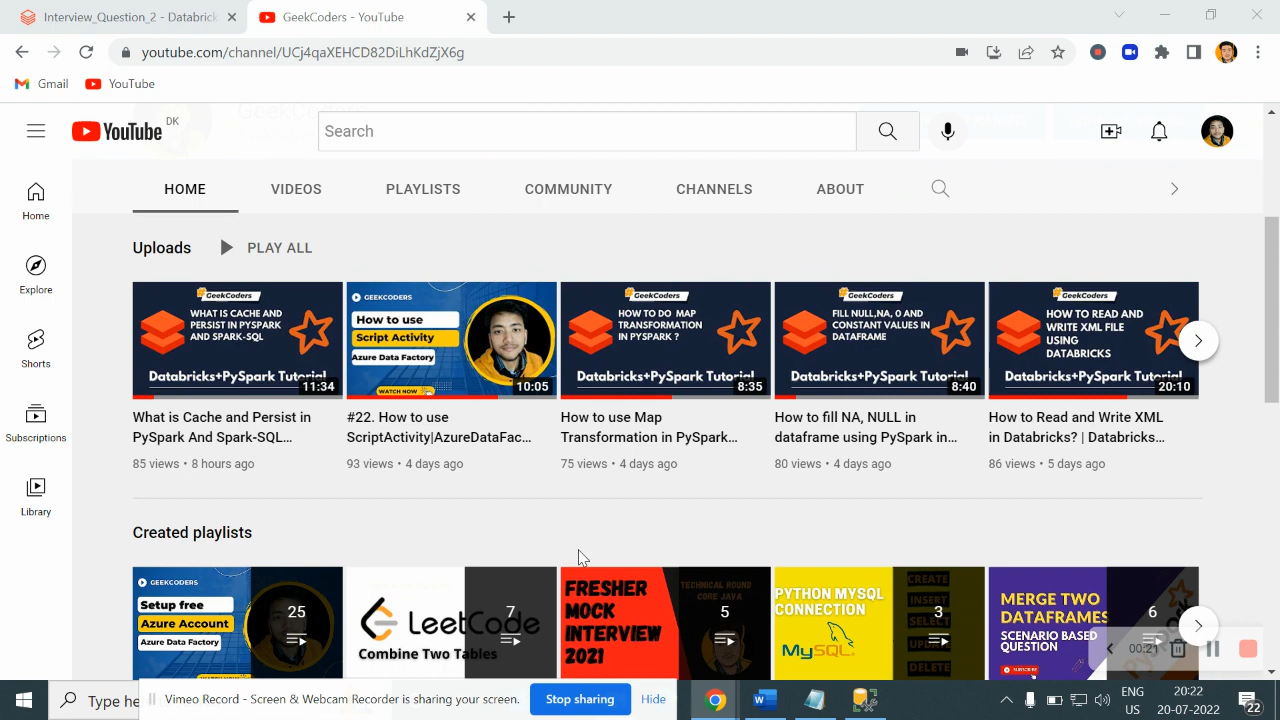 Interview_Question_2 - Databricks
GeekCoders - YouTube
youtube.com/channel/UCj4qaXEHCD82DiLhKdZjX6g
Gmail
YouTube
GeekCoders
YouTube DK
Search
HOME
VIDEOS
PLAYLISTS
COMMUNITY
CHANNELS
ABOUT
Home
Explore
Shorts
Subscriptions
Library
Uploads
PLAY ALL
GeekCoders
WHAT IS CACHE AND
PERSIST IN PYSPARK
AND SPARK-SQL
Databricks+PySpark Tutorial
11:34
What is Cache and Persist in
PySpark And Spark-SQL...
85 views • 8 hours ago
GEEKCODERS
How to use
Script Activity
Azure Data Factory
WATCH NOW
10:05
#22. How to use
ScriptActivity|AzureDataFac...
93 views • 4 days ago
GeekCoders
HOW TO DO MAP
TRANSFORMATION
IN PYSPARK ?
Databricks+PySpark Tutorial
8:35
How to use Map
Transformation in PySpark...
75 views • 4 days ago
GeekCoders
FILL NULL,NA, 0 AND
CONSTANT VALUES IN
DATAFRAME
Databricks+PySpark Tutorial
8:40
How to fill NA, NULL in
dataframe using PySpark in...
80 views • 4 days ago
GeekCoders
HOW TO READ AND
WRITE XML FILE
USING
DATABRICKS
Databricks+PySpark Tutorial
20:10
How to Read and Write XML
in Databricks? | Databricks...
86 views • 5 days ago
Created playlists
GEEKCODERS
Setup free
Azure Account
Azure Data Factory
25
LeetCode
Combine Two Tables
7
FRESHER
MOCK
INTERVIEW
2021
TECHNICAL ROUND
CORE JAVA
5
PYTHON MYSQL
CONNECTION
MySQL
CREATE
INSERT
SELECT
UPDATE
DELETE
3
MERGE TWO
DATAFRAMES
SCENARIO BASED
QUESTION
SUBSCRIBE
6
00:21
Type he
Vimeo Record - Screen & Webcam Recorder is sharing your screen.
Stop sharing
Hide
ENG
US
20:22
20-07-2022
22